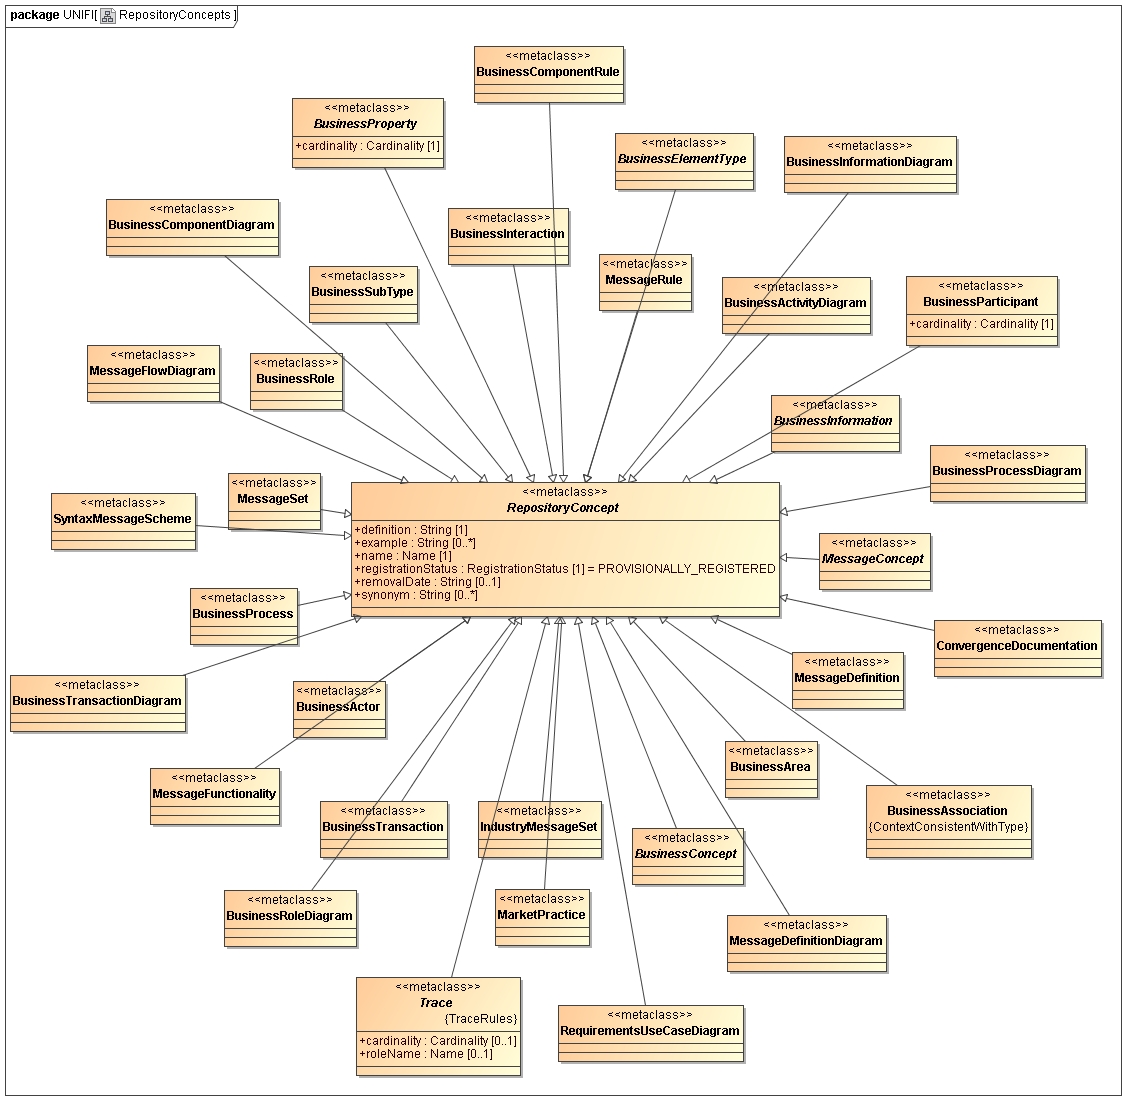 package UNIFI[ RepositoryConcepts ]
<<metaclass>>
BusinessComponentRule
<<metaclass>>
BusinessProperty
+cardinality : Cardinality [1]
<<metaclass>>
BusinessElementType
<<metaclass>>
BusinessInformationDiagram
<<metaclass>>
BusinessComponentDiagram
<<metaclass>>
BusinessInteraction
<<metaclass>>
MessageRule
<<metaclass>>
BusinessSubType
<<metaclass>>
BusinessActivityDiagram
<<metaclass>>
BusinessParticipant
+cardinality : Cardinality [1]
<<metaclass>>
MessageFlowDiagram
<<metaclass>>
BusinessRole
<<metaclass>>
BusinessInformation
<<metaclass>>
BusinessProcessDiagram
<<metaclass>>
MessageSet
<<metaclass>>
SyntaxMessageScheme
<<metaclass>>
RepositoryConcept
+definition : String [1]
+example : String [0..*]
+name : Name [1]
+registrationStatus : RegistrationStatus [1] = PROVISIONALLY_REGISTERED
+removalDate : String [0..1]
+synonym : String [0..*]
<<metaclass>>
MessageConcept
<<metaclass>>
BusinessProcess
<<metaclass>>
ConvergenceDocumentation
<<metaclass>>
MessageDefinition
<<metaclass>>
BusinessTransactionDiagram
<<metaclass>>
BusinessActor
<<metaclass>>
BusinessArea
<<metaclass>>
MessageFunctionality
<<metaclass>>
BusinessAssociation
{ContextConsistentWithType}
<<metaclass>>
BusinessTransaction
<<metaclass>>
IndustryMessageSet
<<metaclass>>
BusinessConcept
<<metaclass>>
BusinessRoleDiagram
<<metaclass>>
MarketPractice
<<metaclass>>
MessageDefinitionDiagram
<<metaclass>>
Trace
{TraceRules}
+cardinality : Cardinality [0..1]
+roleName : Name [0..1]
<<metaclass>>
RequirementsUseCaseDiagram